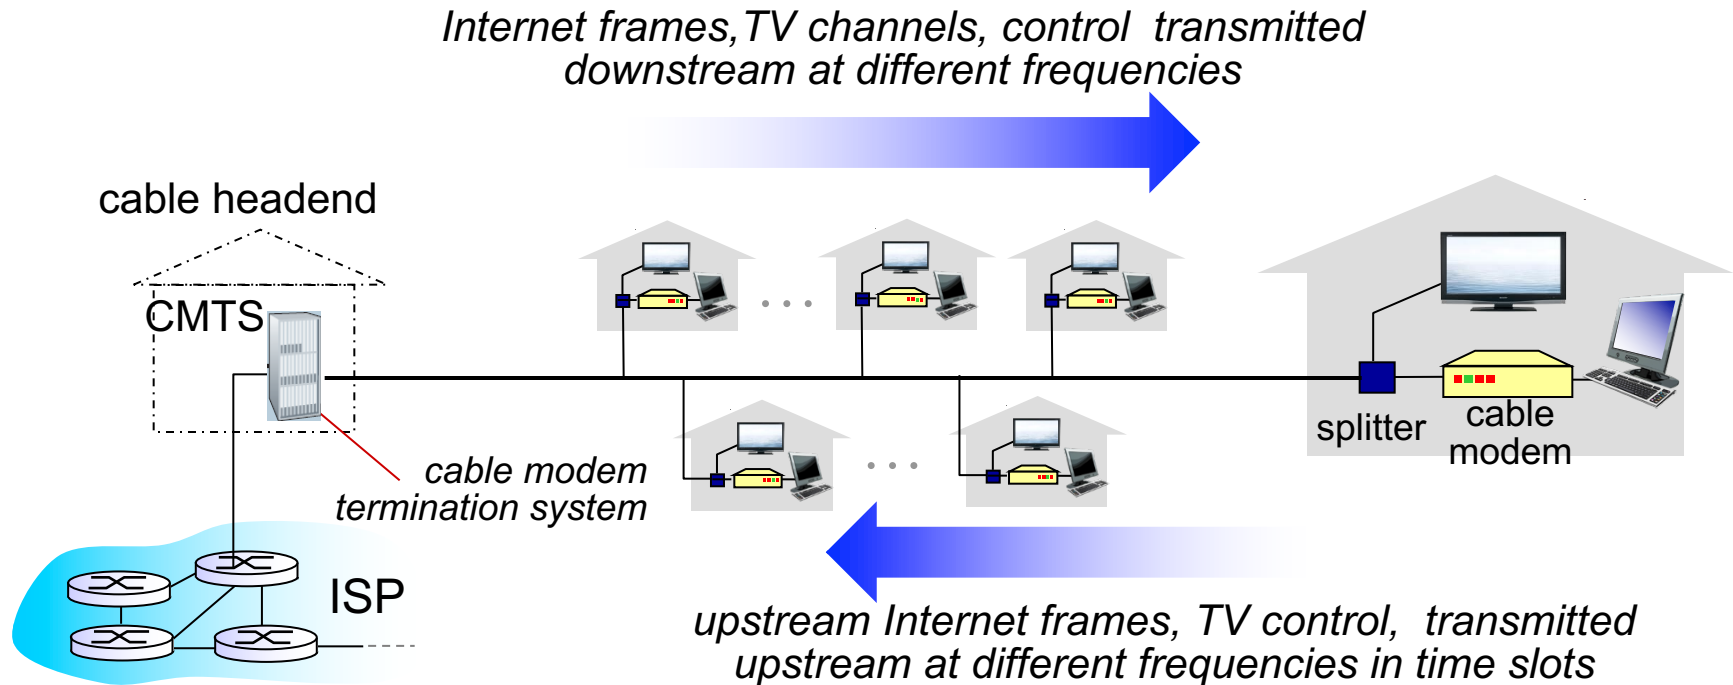 Internet frames,TV channels, control  transmitted
downstream at different frequencies
cable headend
CMTS
cable modem
termination system
splitter
cable
modem
ISP
upstream Internet frames, TV control,  transmitted
upstream at different frequencies in time slots